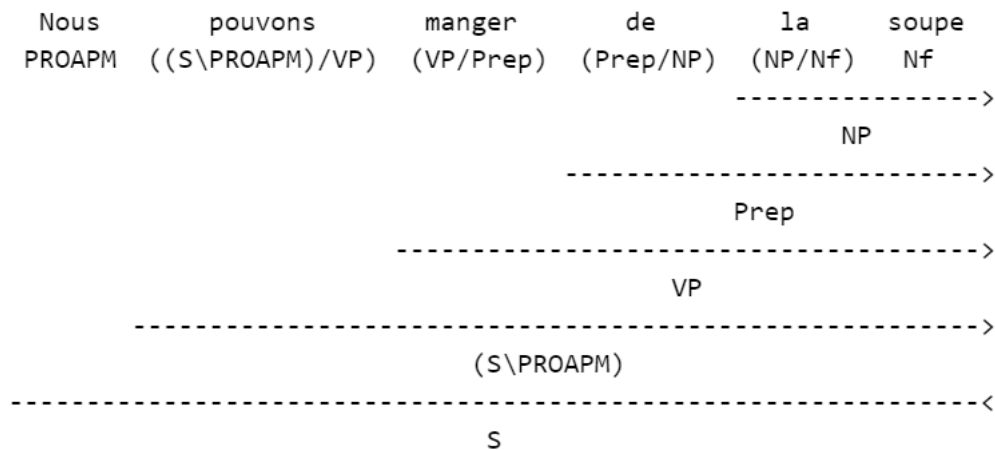 Nous pouvons manger de la soupe
PROAPM ((S\PROAPM)/VP) (VP/Prep) (Prep/NP) (NP/Nf) Nf
---------------->
NP
--------------------------->
Prep
-------------------------------------->
VP
------------------------------------------------------->
(S\PROAPM)
---------------------------------------------------------------<
S